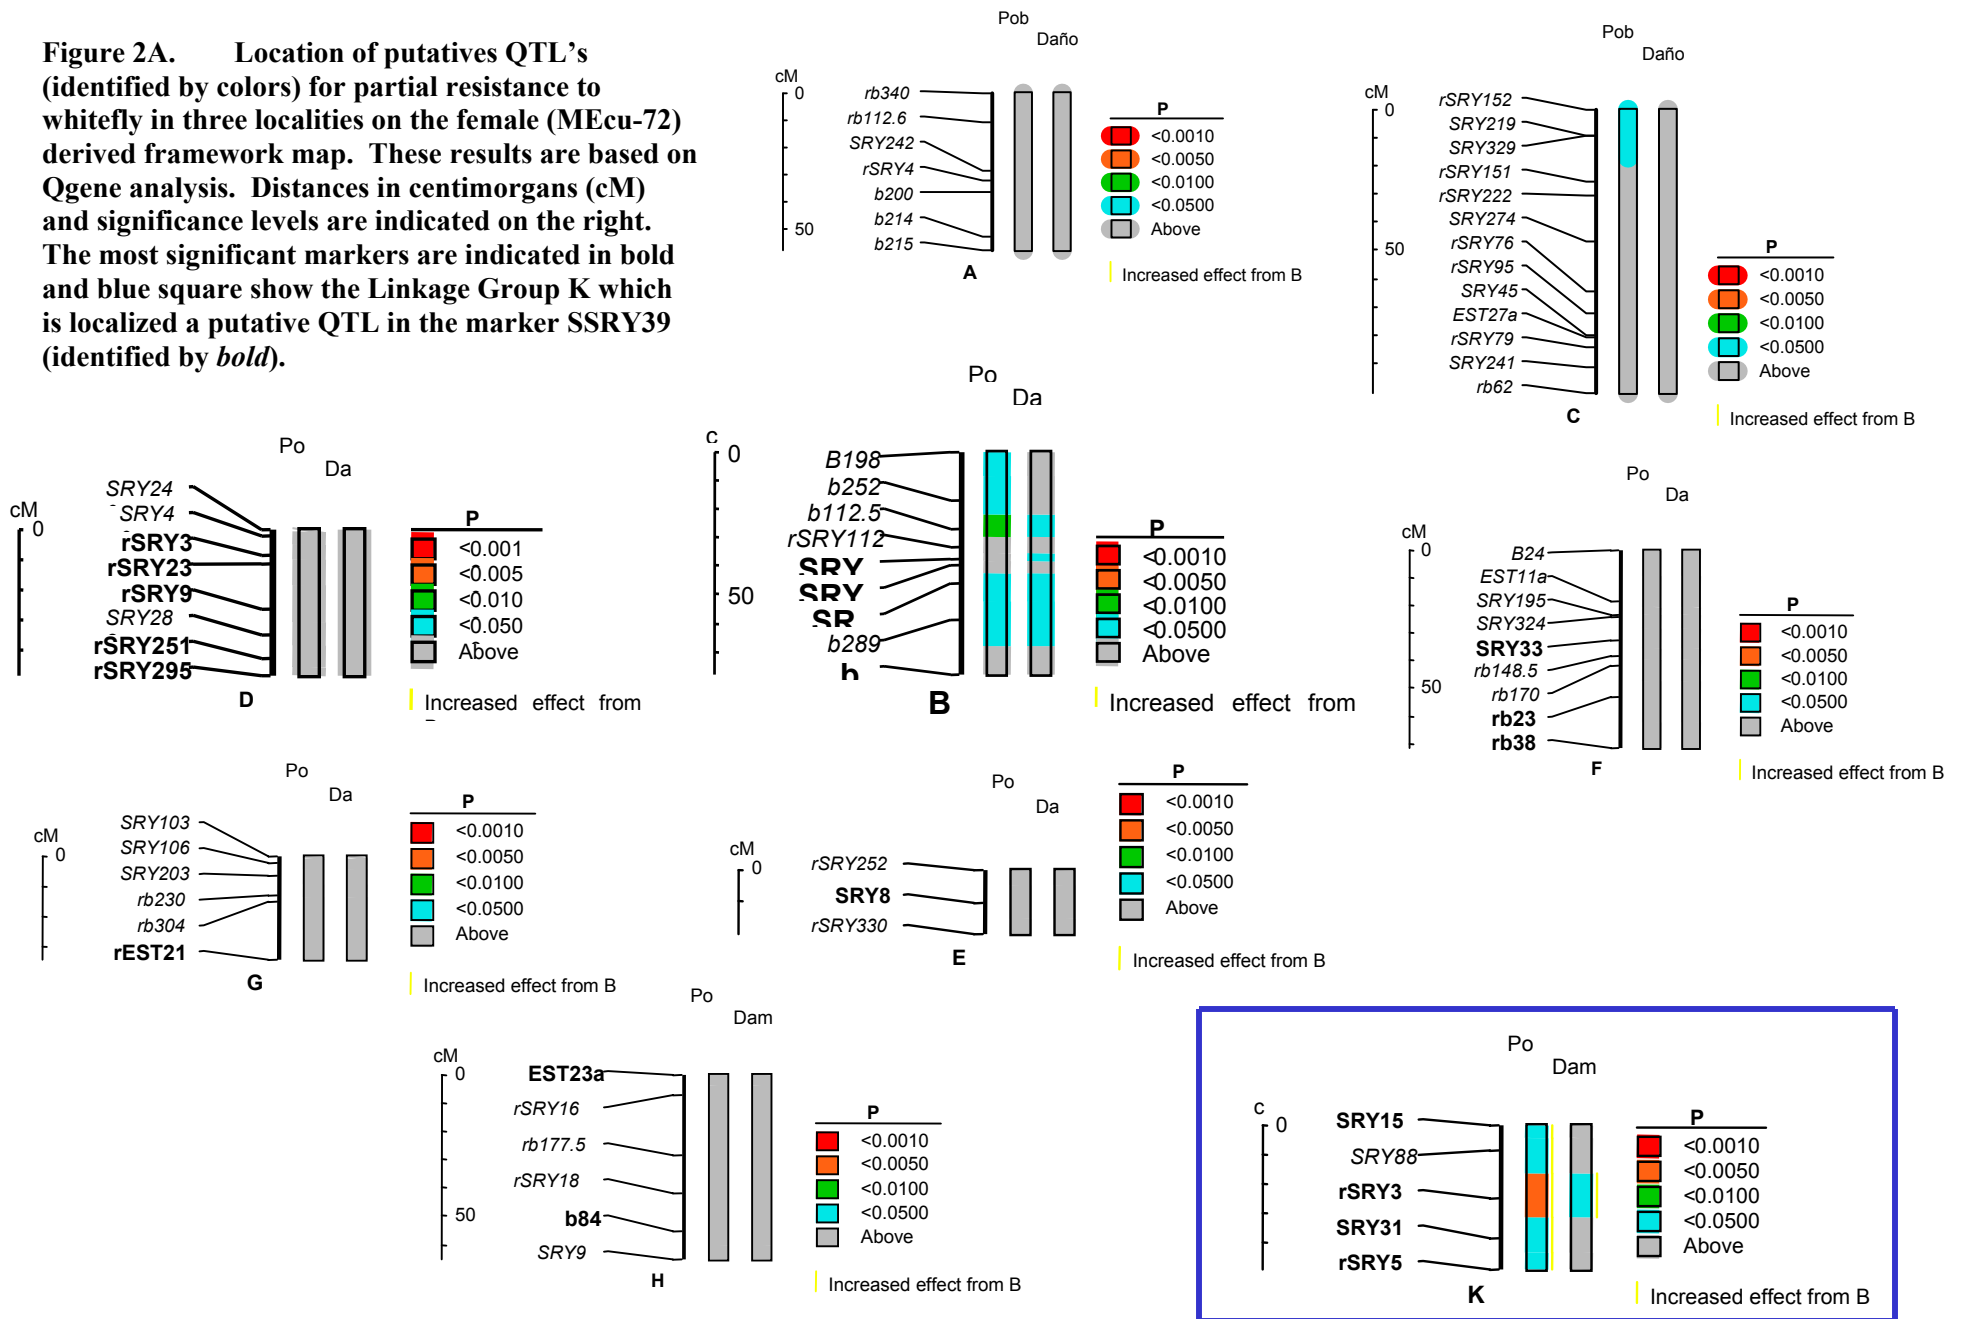 Figure 2A. Location of putatives QTL's
(identified by colors) for partial resistance to
whitefly in three localities on the female (MEcu-72)
derived framework map. These results are based on
Qgene analysis. Distances in centimorgans (cM)
and significance levels are indicated on the right.
The most significant markers are indicated in bold
and blue square show the Linkage Group K which
is localized a putative QTL in the marker SSRY39
(identified by bold).
Pob
Daño
cM
0
50
rb340
rb112.6
SRY242
rSRY4
b200
b214
b215
A
P
<0.0010
<0.0050
<0.0100
<0.0500
Above
Increased effect from B
Pob
Daño
cM
0
50
rSRY152
SRY219
SRY329
rSRY151
rSRY222
SRY274
rSRY76
rSRY95
SRY45
EST27a
rSRY79
SRY241
rb62
C
P
<0.0010
<0.0050
<0.0100
<0.0500
Above
Increased effect from B
Po
Da
cM
0
SRY24
SRY4
rSRY3
rSRY23
rSRY9
SRY28
rSRY251
rSRY295
D
P
<0.001
<0.005
<0.010
<0.050
Above
Increased effect from
Po
Da
c
0
50
B198
b252
b112.5
rSRY112
SRY
SRY
SR
b289
b
B
P
<0.0010
<0.0050
<0.0100
<0.0500
Above
Increased effect from
Po
Da
cM
0
50
B24
EST11a
SRY195
SRY324
SRY33
rb148.5
rb170
rb23
rb38
F
P
<0.0010
<0.0050
<0.0100
<0.0500
Above
Increased effect from B
Po
Da
cM
0
SRY103
SRY106
SRY203
rb230
rb304
rEST21
G
P
<0.0010
<0.0050
<0.0100
<0.0500
Above
Increased effect from B
Po
Da
cM
0
rSRY252
SRY8
rSRY330
E
P
<0.0010
<0.0050
<0.0100
<0.0500
Above
Increased effect from B
Po
Dam
cM
0
50
EST23a
rSRY16
rb177.5
rSRY18
b84
SRY9
H
P
<0.0010
<0.0050
<0.0100
<0.0500
Above
Increased effect from B
Po
Dam
c
0
SRY15
SRY88
rSRY3
SRY31
rSRY5
K
P
<0.0010
<0.0050
<0.0100
<0.0500
Above
Increased effect from B